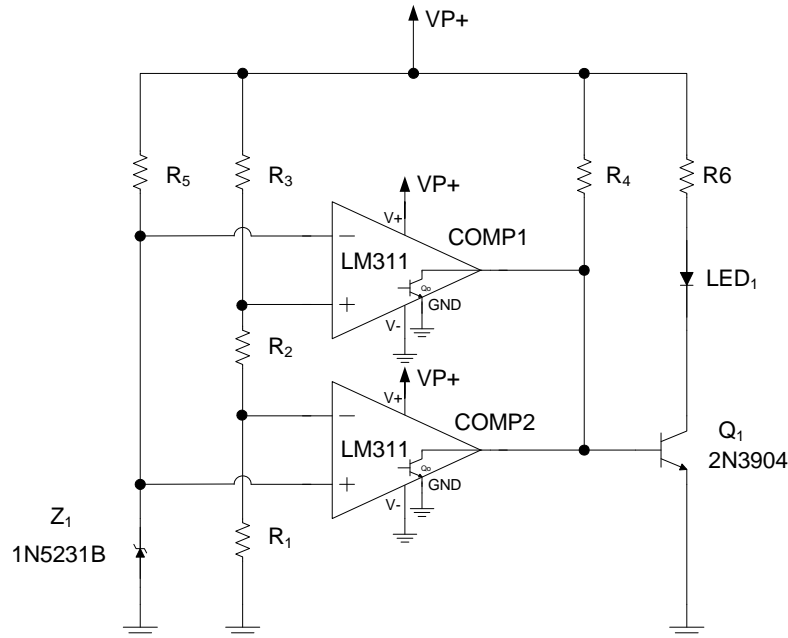 VP+
R5
R3
R4
R6
VP+
V+
COMP1
LM311
LED1
Qo
GND
V-
R2
VP+
V+
COMP2
LM311
Q1
2N3904
Qo
GND
V-
Z1
1N5231B
R1